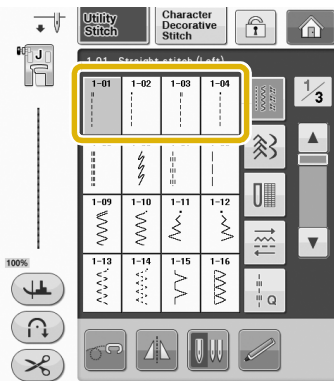 Utility Stitch
Character Decorative Stitch
J
1-01 Straight stitch (Left)
1-01 1-02 1-03 1-04
1/3
1-09 1-10 1-11 1-12
1-13 1-14 1-15 1-16
100%
Q